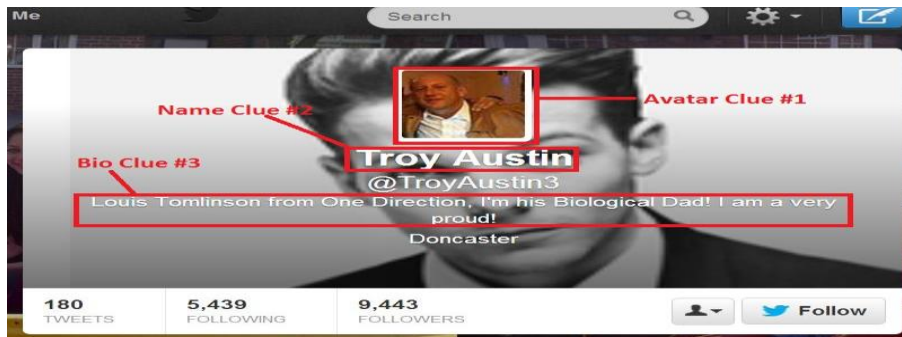 Me Search
Avatar Clue #1
Name Clue #2
Troy Austin
Bio Clue #3
@TroyAustin3
Louis Tomlinson from One Direction, I'm his Biological Dad! I am a very
proud!
Doncaster
180 5,439 9,443
TWEETS FOLLOWING FOLLOWERS
Follow